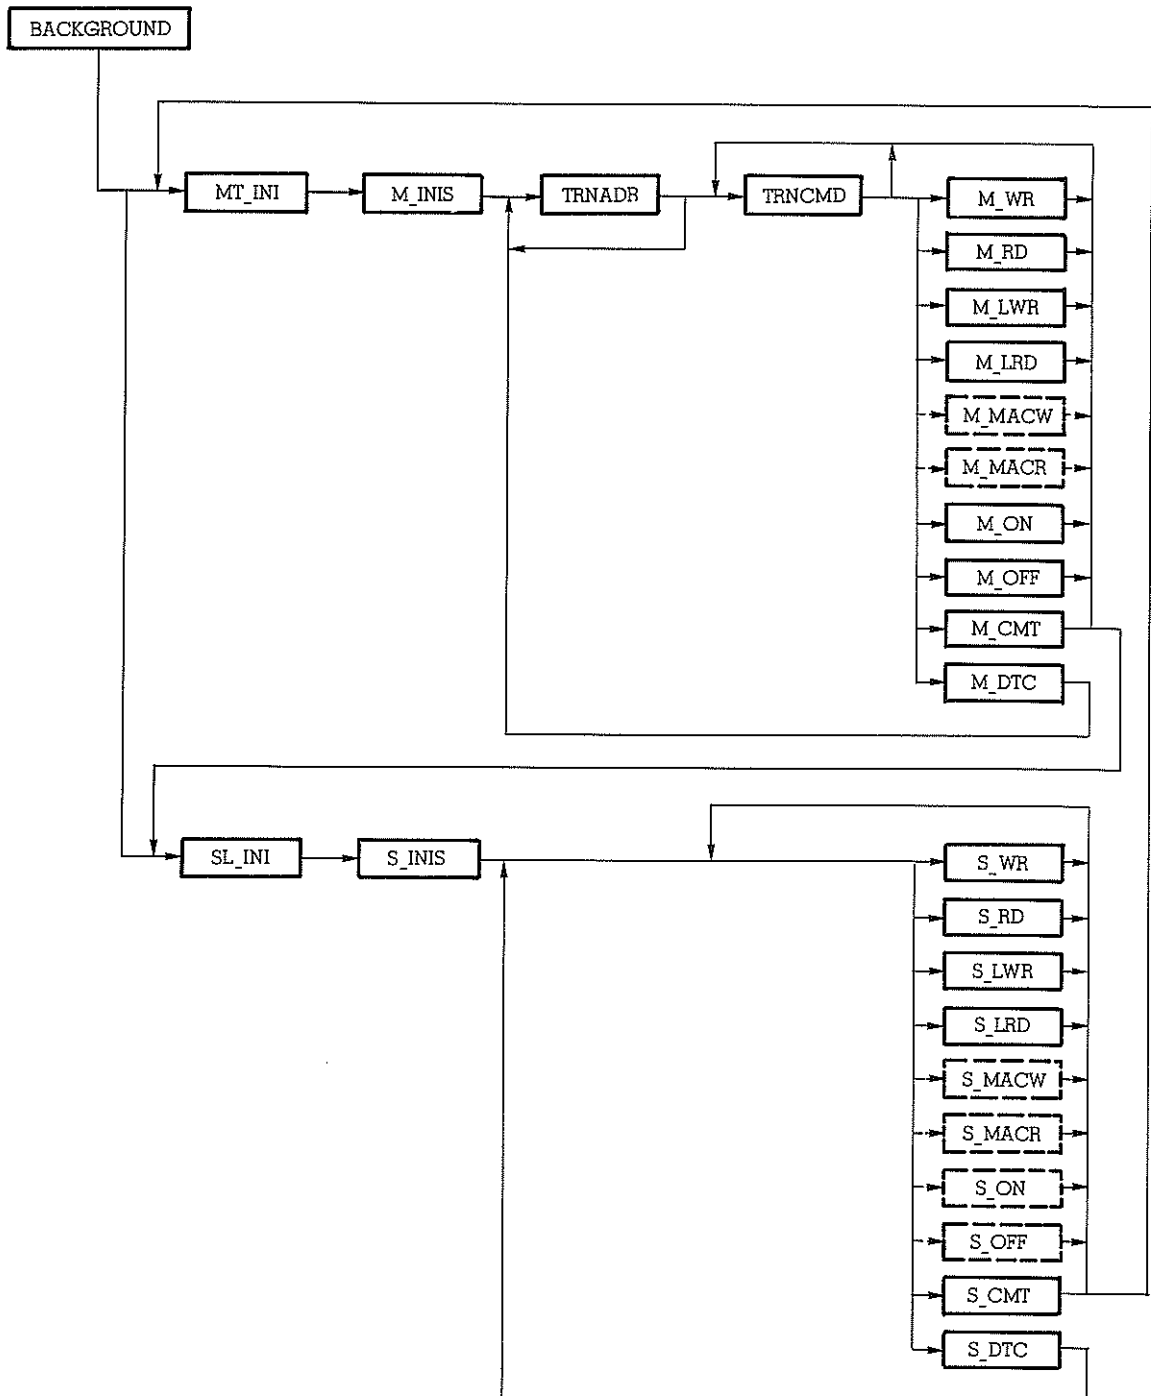 BACKGROUND
MT_INI
M_INIS
TRNADR
TRNCMD
M_WR
M_RD
M_LWR
M_LRD
M_MACW
M_MACR
M_ON
M_OFF
M_CMT
M_DTC
SL_INI
S_INIS
S_WR
S_RD
S_LWR
S_LRD
S_MACW
S_MACR
S_ON
S_OFF
S_CMT
S_DTC